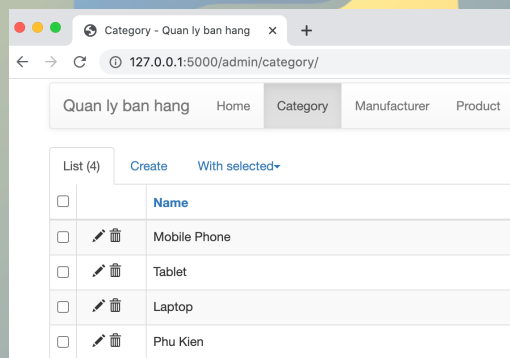 Category - Quan ly ban hang
127.0.0.1:5000/admin/category/
Quan ly ban hang Home Category Manufacturer Product
List (4) Create With selected
Name
Mobile Phone
Tablet
Laptop
Phu Kien